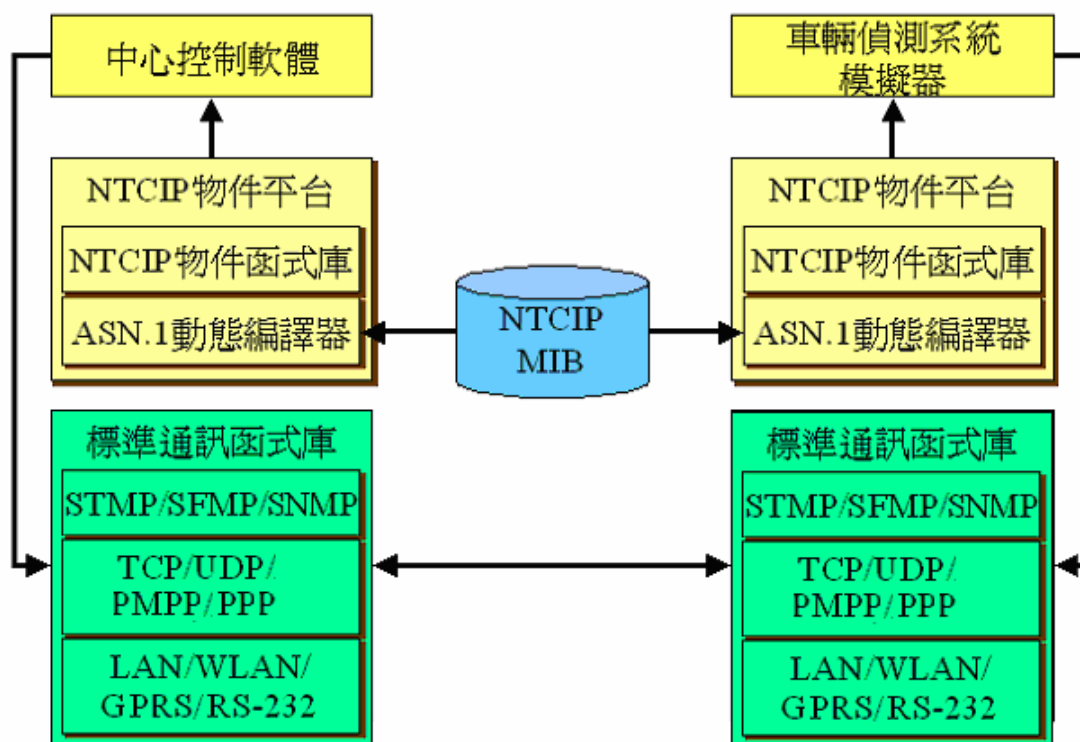 中心控制軟體
NTCIP物件平台
NTCIP物件函式庫
ASN.1動態編譯器
標準通訊函式庫
STMP/SFMP/SNMP
TCP/UDP/
PMPP/PPP
LAN/WLAN/
GPRS/RS-232
NTCIP
MIB
車輛偵測系統
模擬器
NTCIP物件平台
NTCIP物件函式庫
ASN.1動態編譯器
標準通訊函式庫
STMP/SFMP/SNMP
TCP/UDP/
PMPP/PPP
LAN/WLAN/
GPRS/RS-232